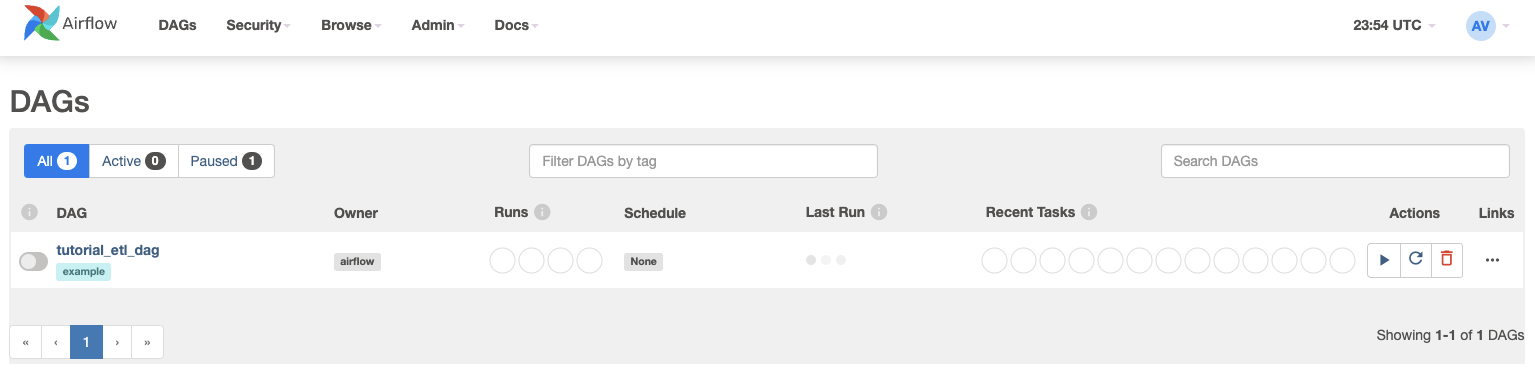 Airflow DAGs Security Browse Admin Docs 23:54 UTC AV
DAGs
All 1 Active 0 Paused 1 Filter DAGs by tag Search DAGs
i DAG Owner Runs i Schedule Last Run i Recent Tasks i Actions Links
tutorial_etl_dag
example airflow None
« ‹ 1 › » Showing 1-1 of 1 DAGs